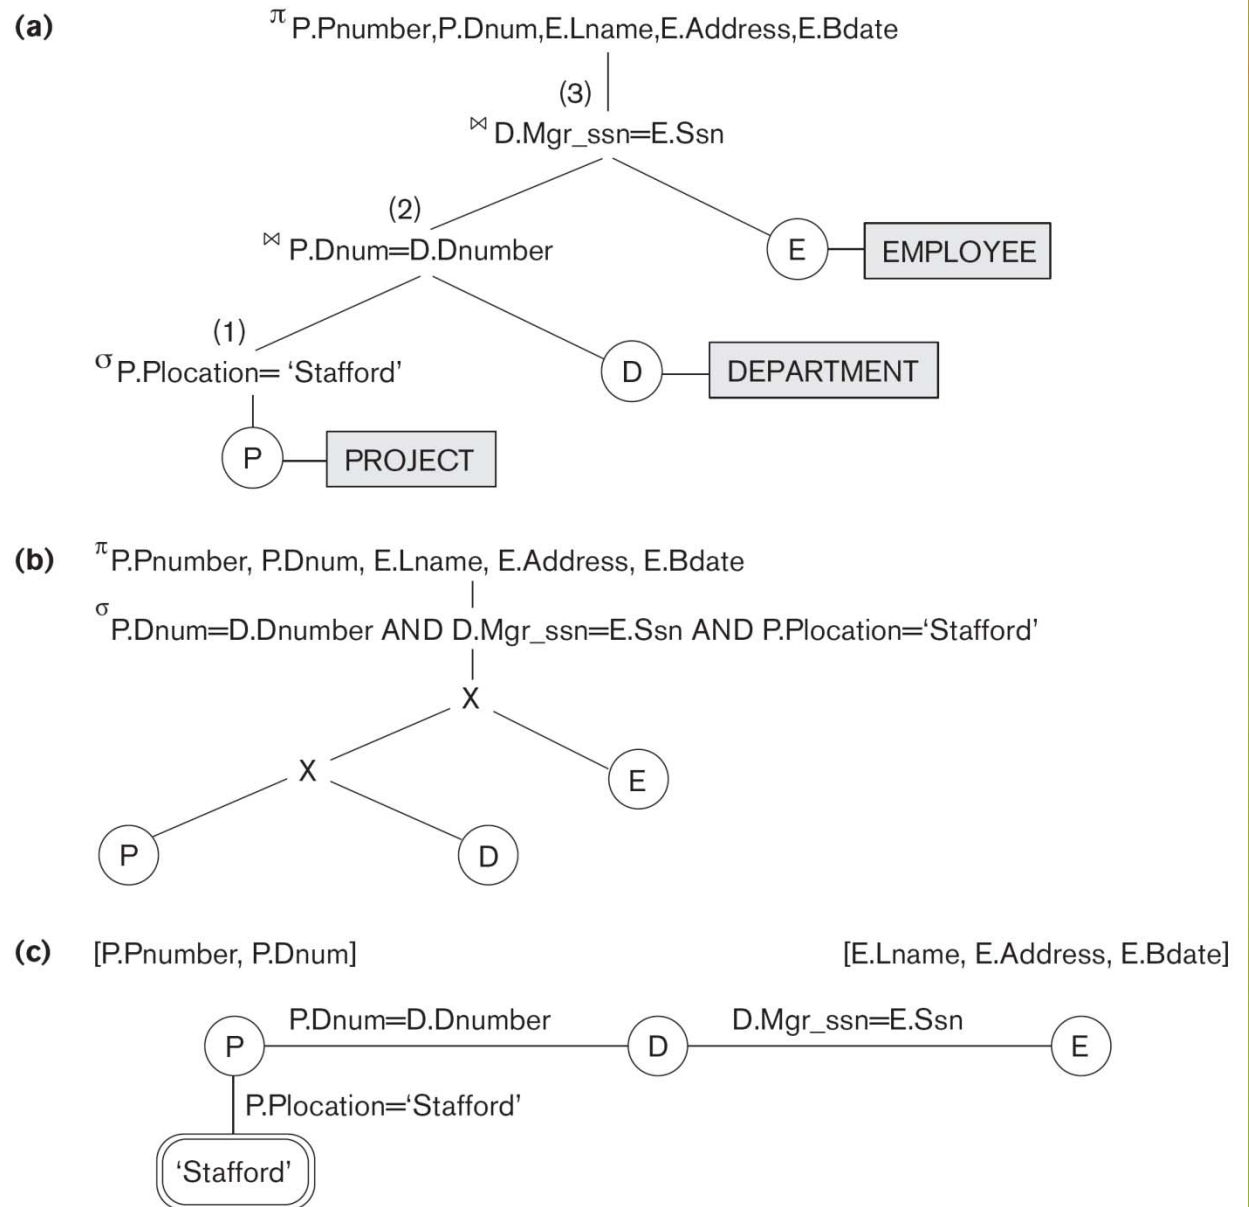 (a) π P.Pnumber,P.Dnum,E.Lname,E.Address,E.Bdate
(3)
⋈ D.Mgr_ssn=E.Ssn
(2)
⋈ P.Dnum=D.Dnumber
E EMPLOYEE
(1)
σ P.Plocation= ‘Stafford’
D DEPARTMENT
P PROJECT
(b) π P.Pnumber, P.Dnum, E.Lname, E.Address, E.Bdate
σ P.Dnum=D.Dnumber AND D.Mgr_ssn=E.Ssn AND P.Plocation=‘Stafford’
X
X
E
P
D
(c) [P.Pnumber, P.Dnum] [E.Lname, E.Address, E.Bdate]
P.Dnum=D.Dnumber D.Mgr_ssn=E.Ssn
P D E
P.Plocation=‘Stafford’
‘Stafford’